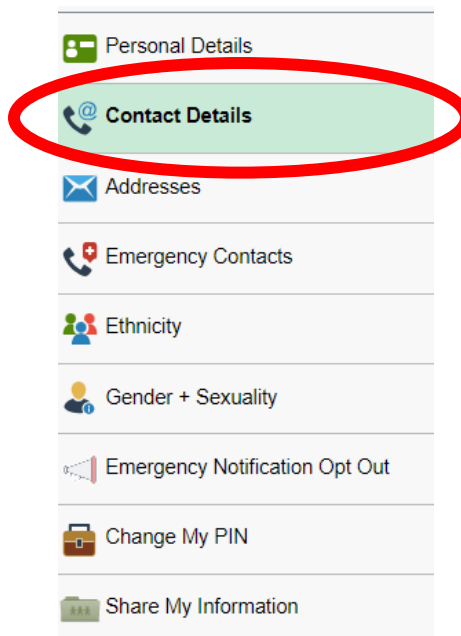 Personal Details
Contact Details
Addresses
Emergency Contacts
Ethnicity
Gender + Sexuality
Emergency Notification Opt Out
Change My PIN
Share My Information